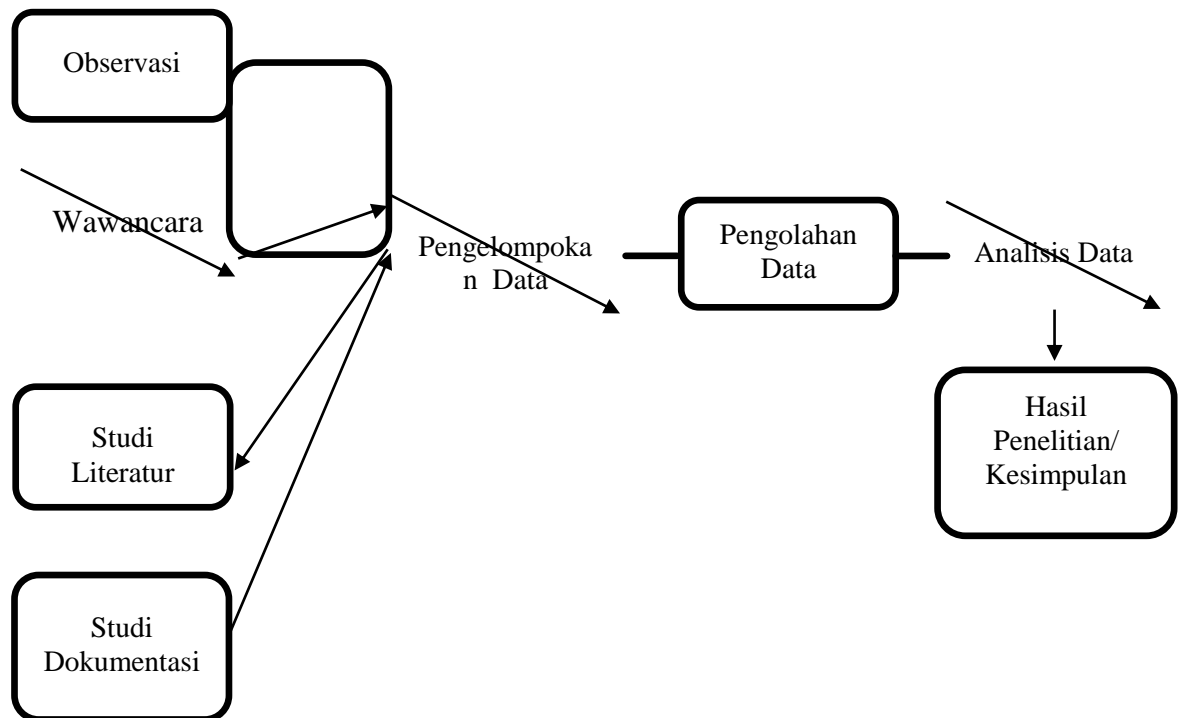 Observasi
Wawancara
Pengelompoka
n Data
Pengolahan
Data
Analisis Data
Studi
Literatur
Hasil
Penelitian/
Kesimpulan
Studi
Dokumentasi